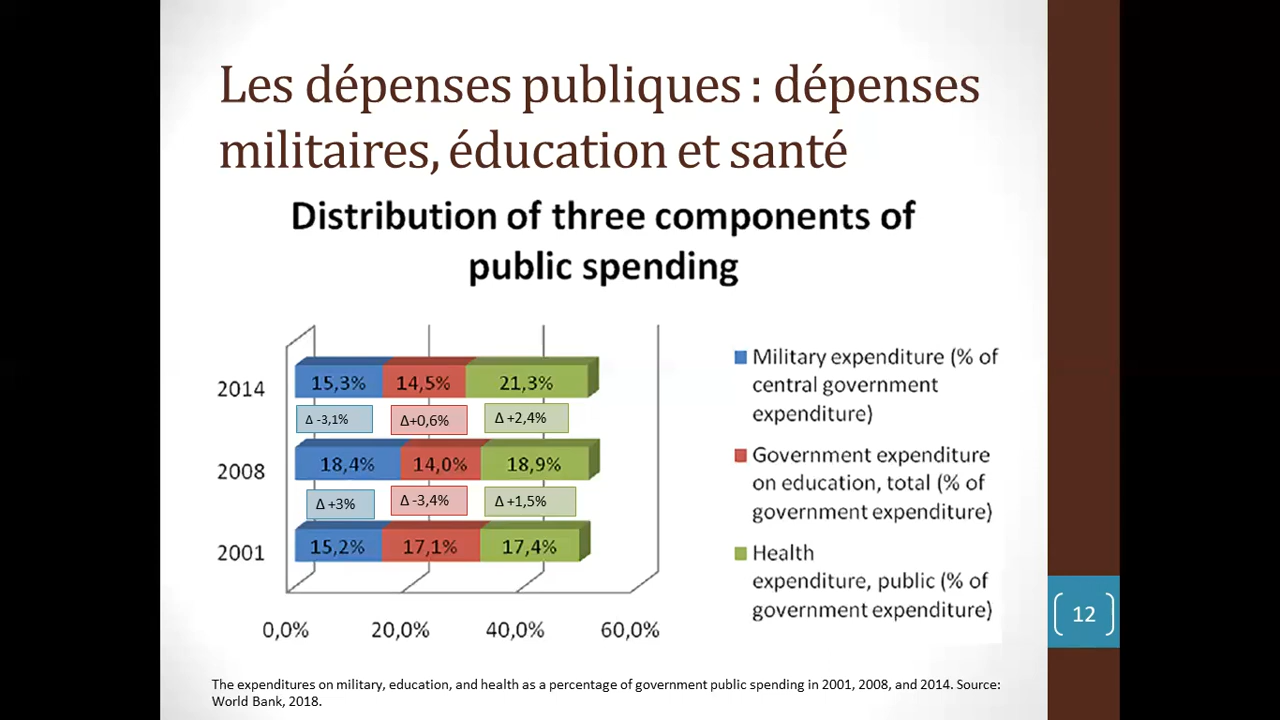 Les dépenses publiques : dépenses
militaires, éducation et santé
Distribution of three components of
public spending
2014
15,3%
14,5%
21,3%
Δ -3,1%
Δ+0,6%
Δ +2,4%
2008
18,4%
14,0%
18,9%
Δ +3%
Δ -3,4%
Δ +1,5%
2001
15,2%
17,1%
17,4%
0,0%
20,0%
40,0%
60,0%
Military expenditure (% of
central government
expenditure)
Government expenditure
on education, total (% of
government expenditure)
Health
expenditure, public (% of
government expenditure)
12
The expenditures on military, education, and health as a percentage of government public spending in 2001, 2008, and 2014. Source:
World Bank, 2018.